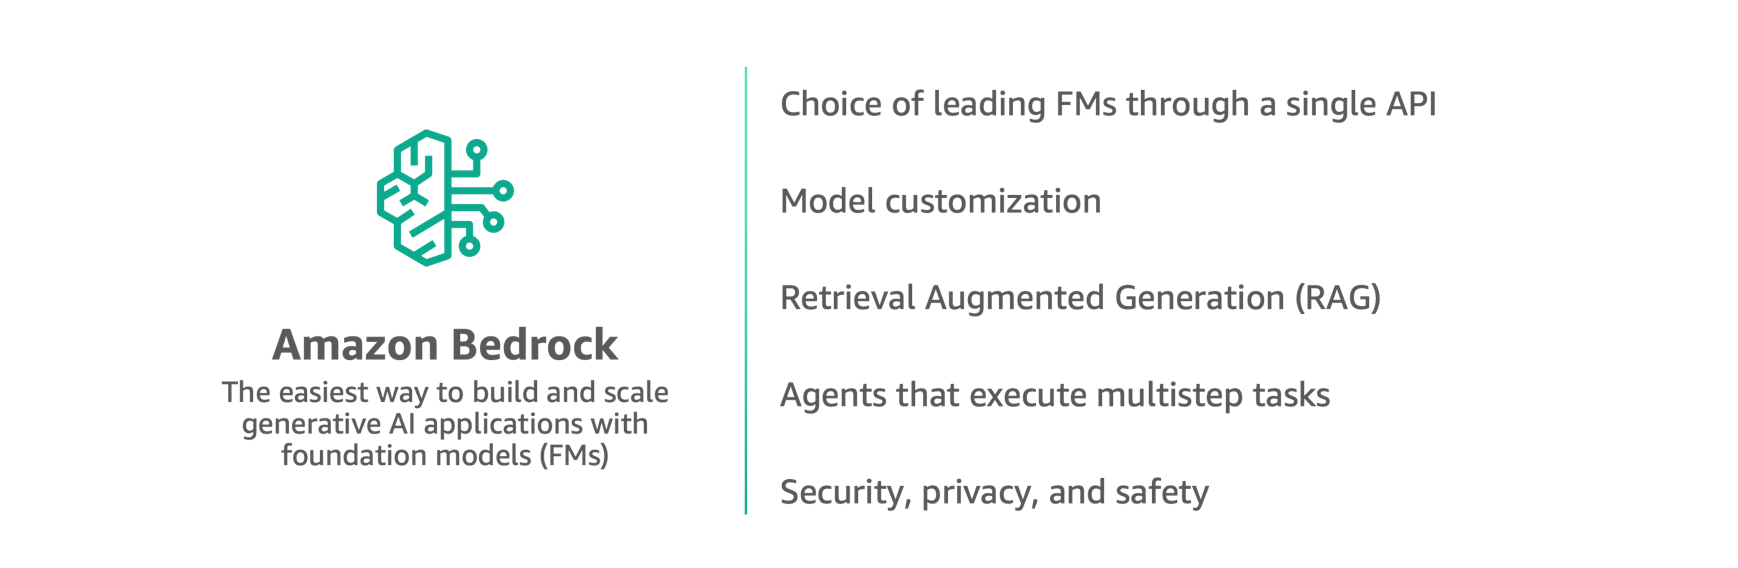 Amazon Bedrock
The easiest way to build and scale
generative AI applications with
foundation models (FMs)
Choice of leading FMs through a single API
Model customization
Retrieval Augmented Generation (RAG)
Agents that execute multistep tasks
Security, privacy, and safety